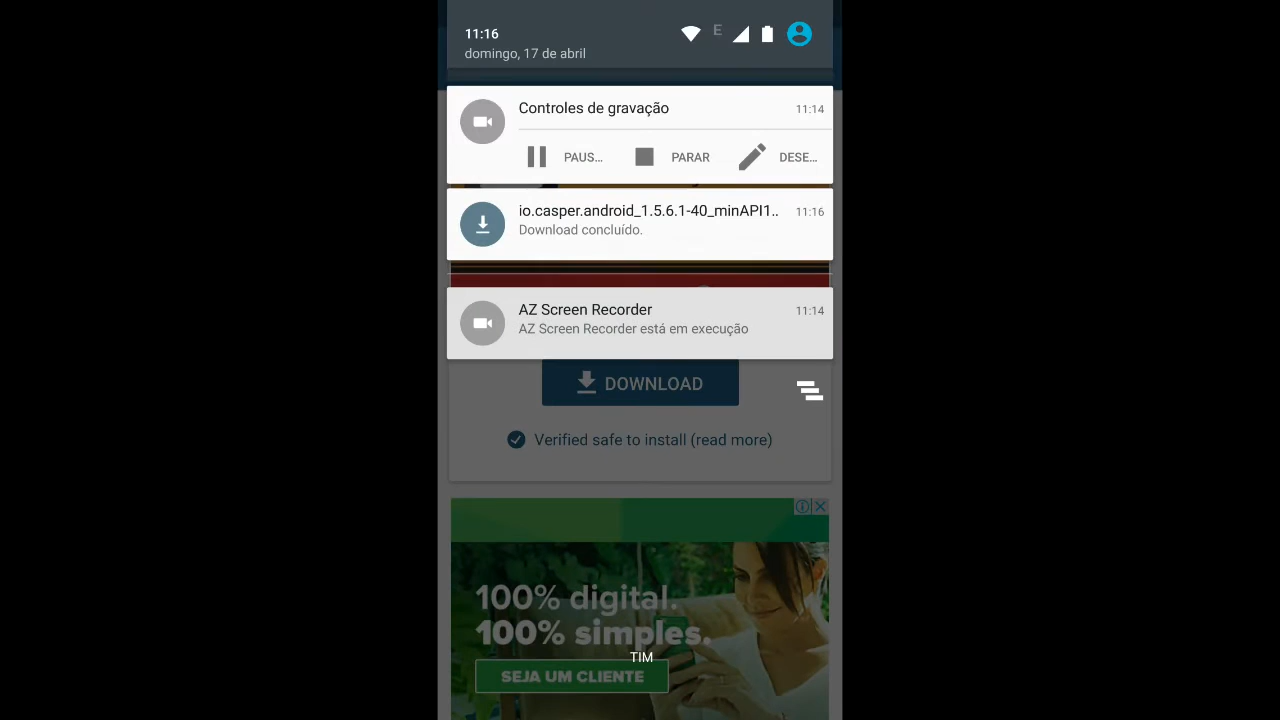 11:16
E
domingo, 17 de abril
Controles de gravação
11:14
PAUS...
PARAR
DESE...
io.casper.android_1.5.6.1-40_minAPI1..
11:16
Download concluído.
AZ Screen Recorder
11:14
AZ Screen Recorder está em execução
DOWNLOAD
Verified safe to install (read more)
100% digital.
100% simples.
TIM
SEJA UM CLIENTE